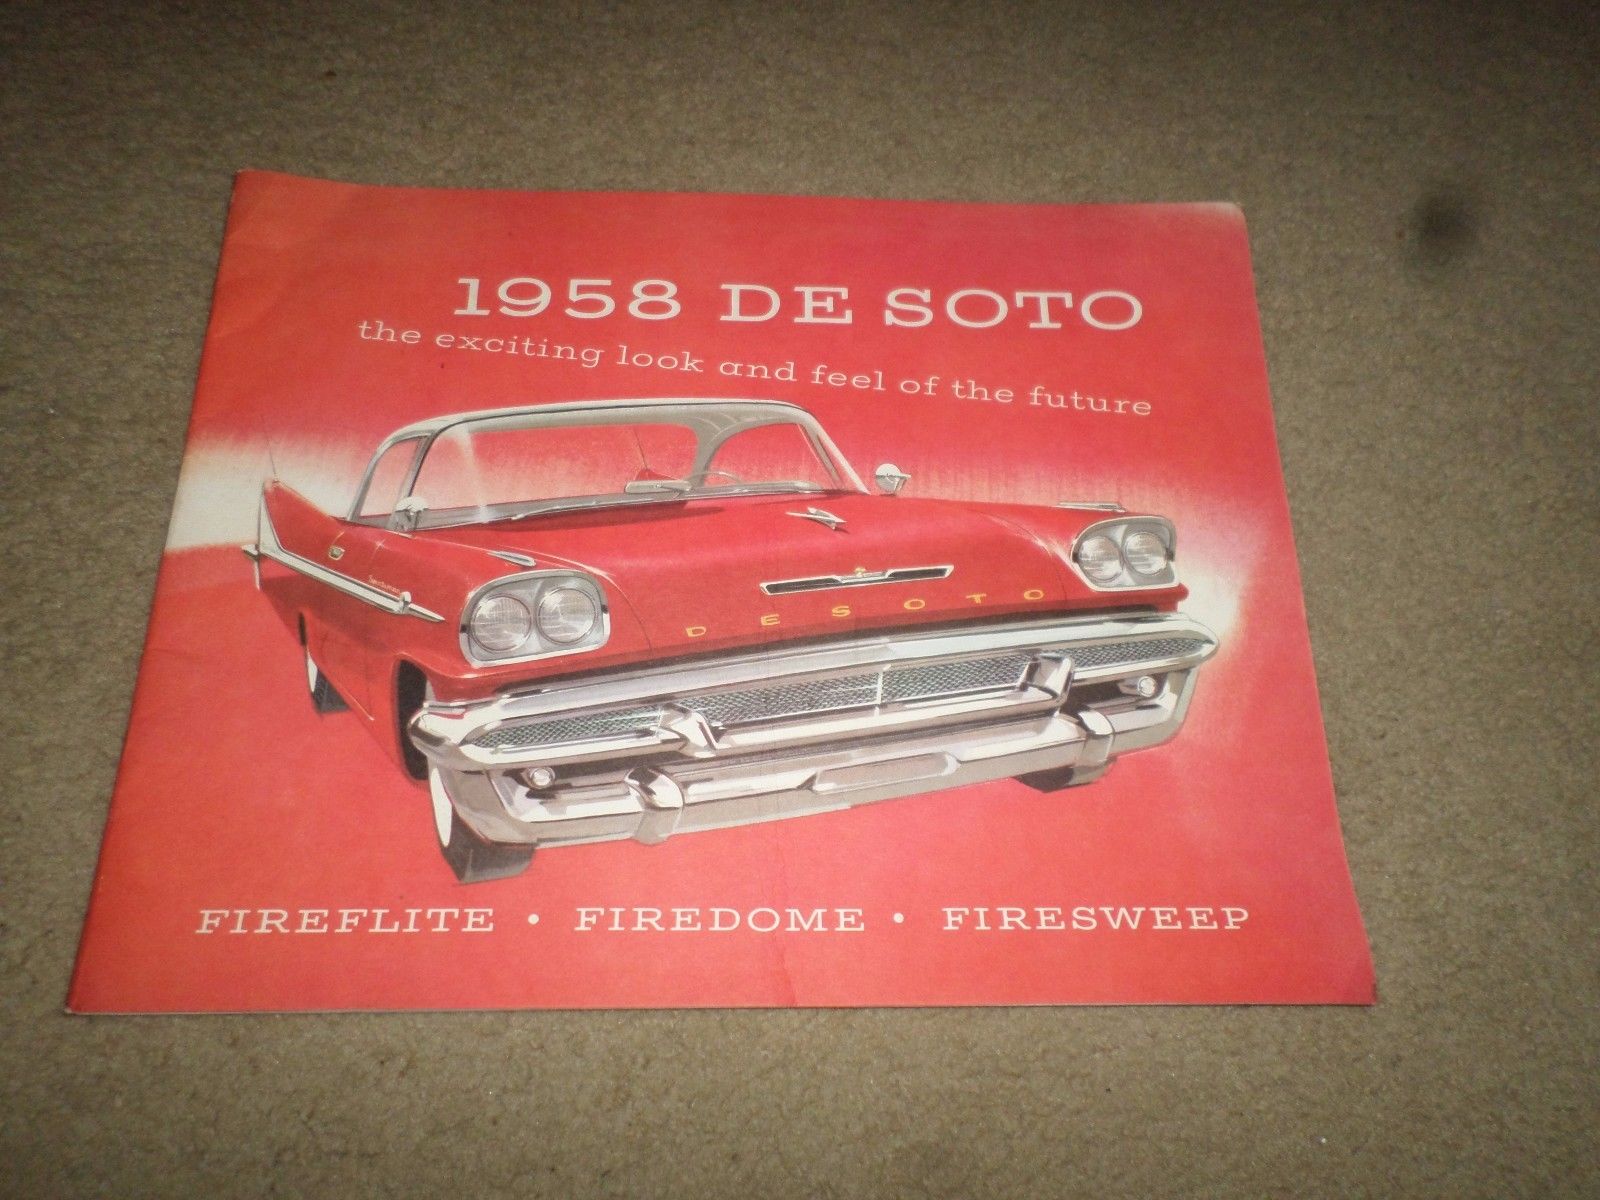 1958 DE SOTO
the exciting look and feel of the future
DESOTO
FIREFLITE • FIREDOME • FIRESWEEP